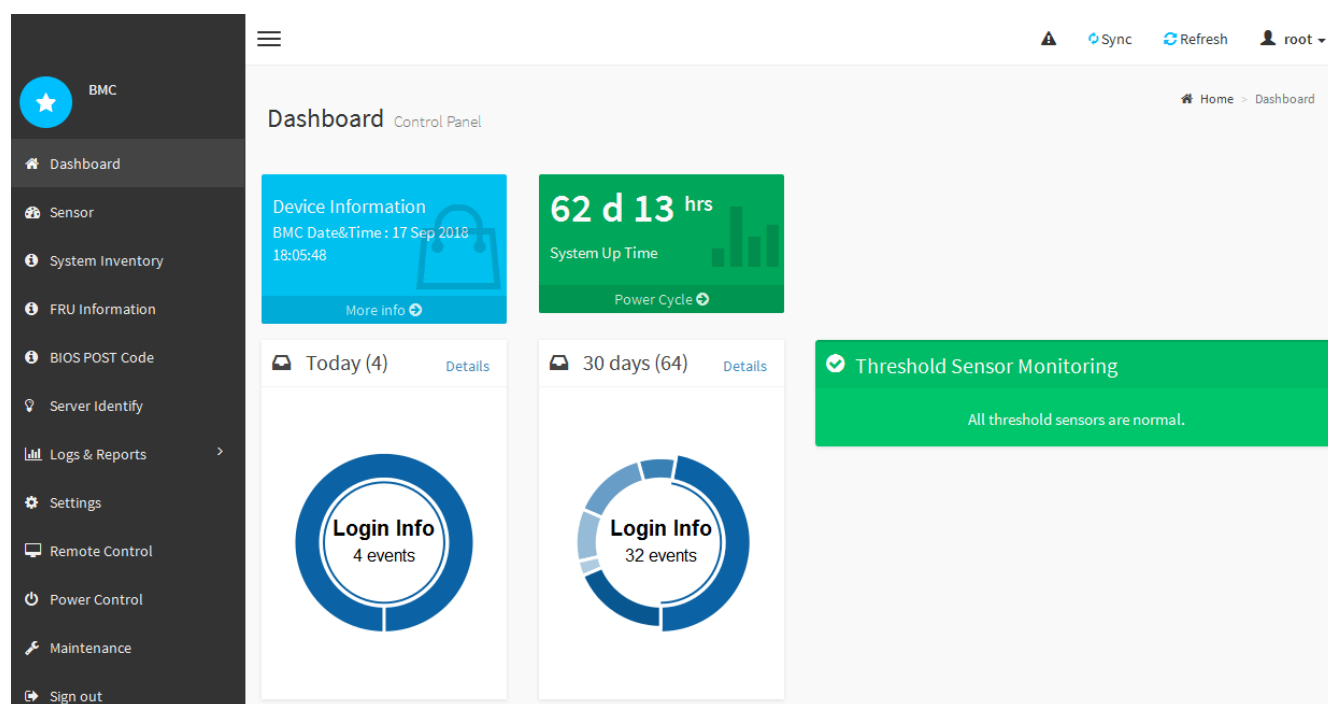 Sync
Refresh
root
BMC
Home > Dashboard
Dashboard Control Panel
Dashboard
Sensor
System Inventory
FRU Information
BIOS POST Code
Server Identify
Logs & Reports
Settings
Remote Control
Power Control
Maintenance
Sign out
Device Information
BMC Date&Time : 17 Sep 2018
18:05:48
More info
62 d 13 hrs
System Up Time
Power Cycle
Today (4) Details
Login Info
4 events
30 days (64) Details
Login Info
32 events
Threshold Sensor Monitoring
All threshold sensors are normal.